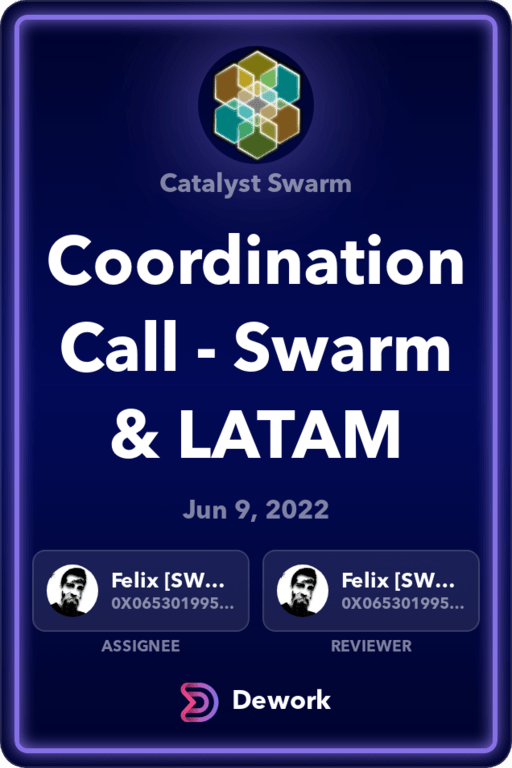 Catalyst Swarm
Coordination
Call - Swarm
& LATAM
Jun 9, 2022
Felix [SW...
0X065301995...
ASSIGNEE
Felix [SW...
0X065301995...
REVIEWER
Dework